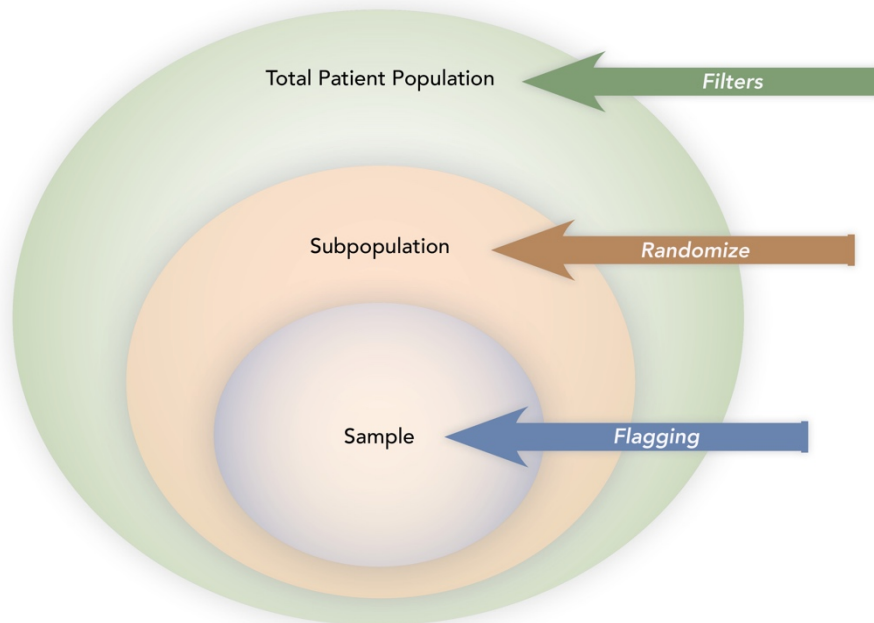 Total Patient Population
Filters
Subpopulation
Randomize
Sample
Flagging